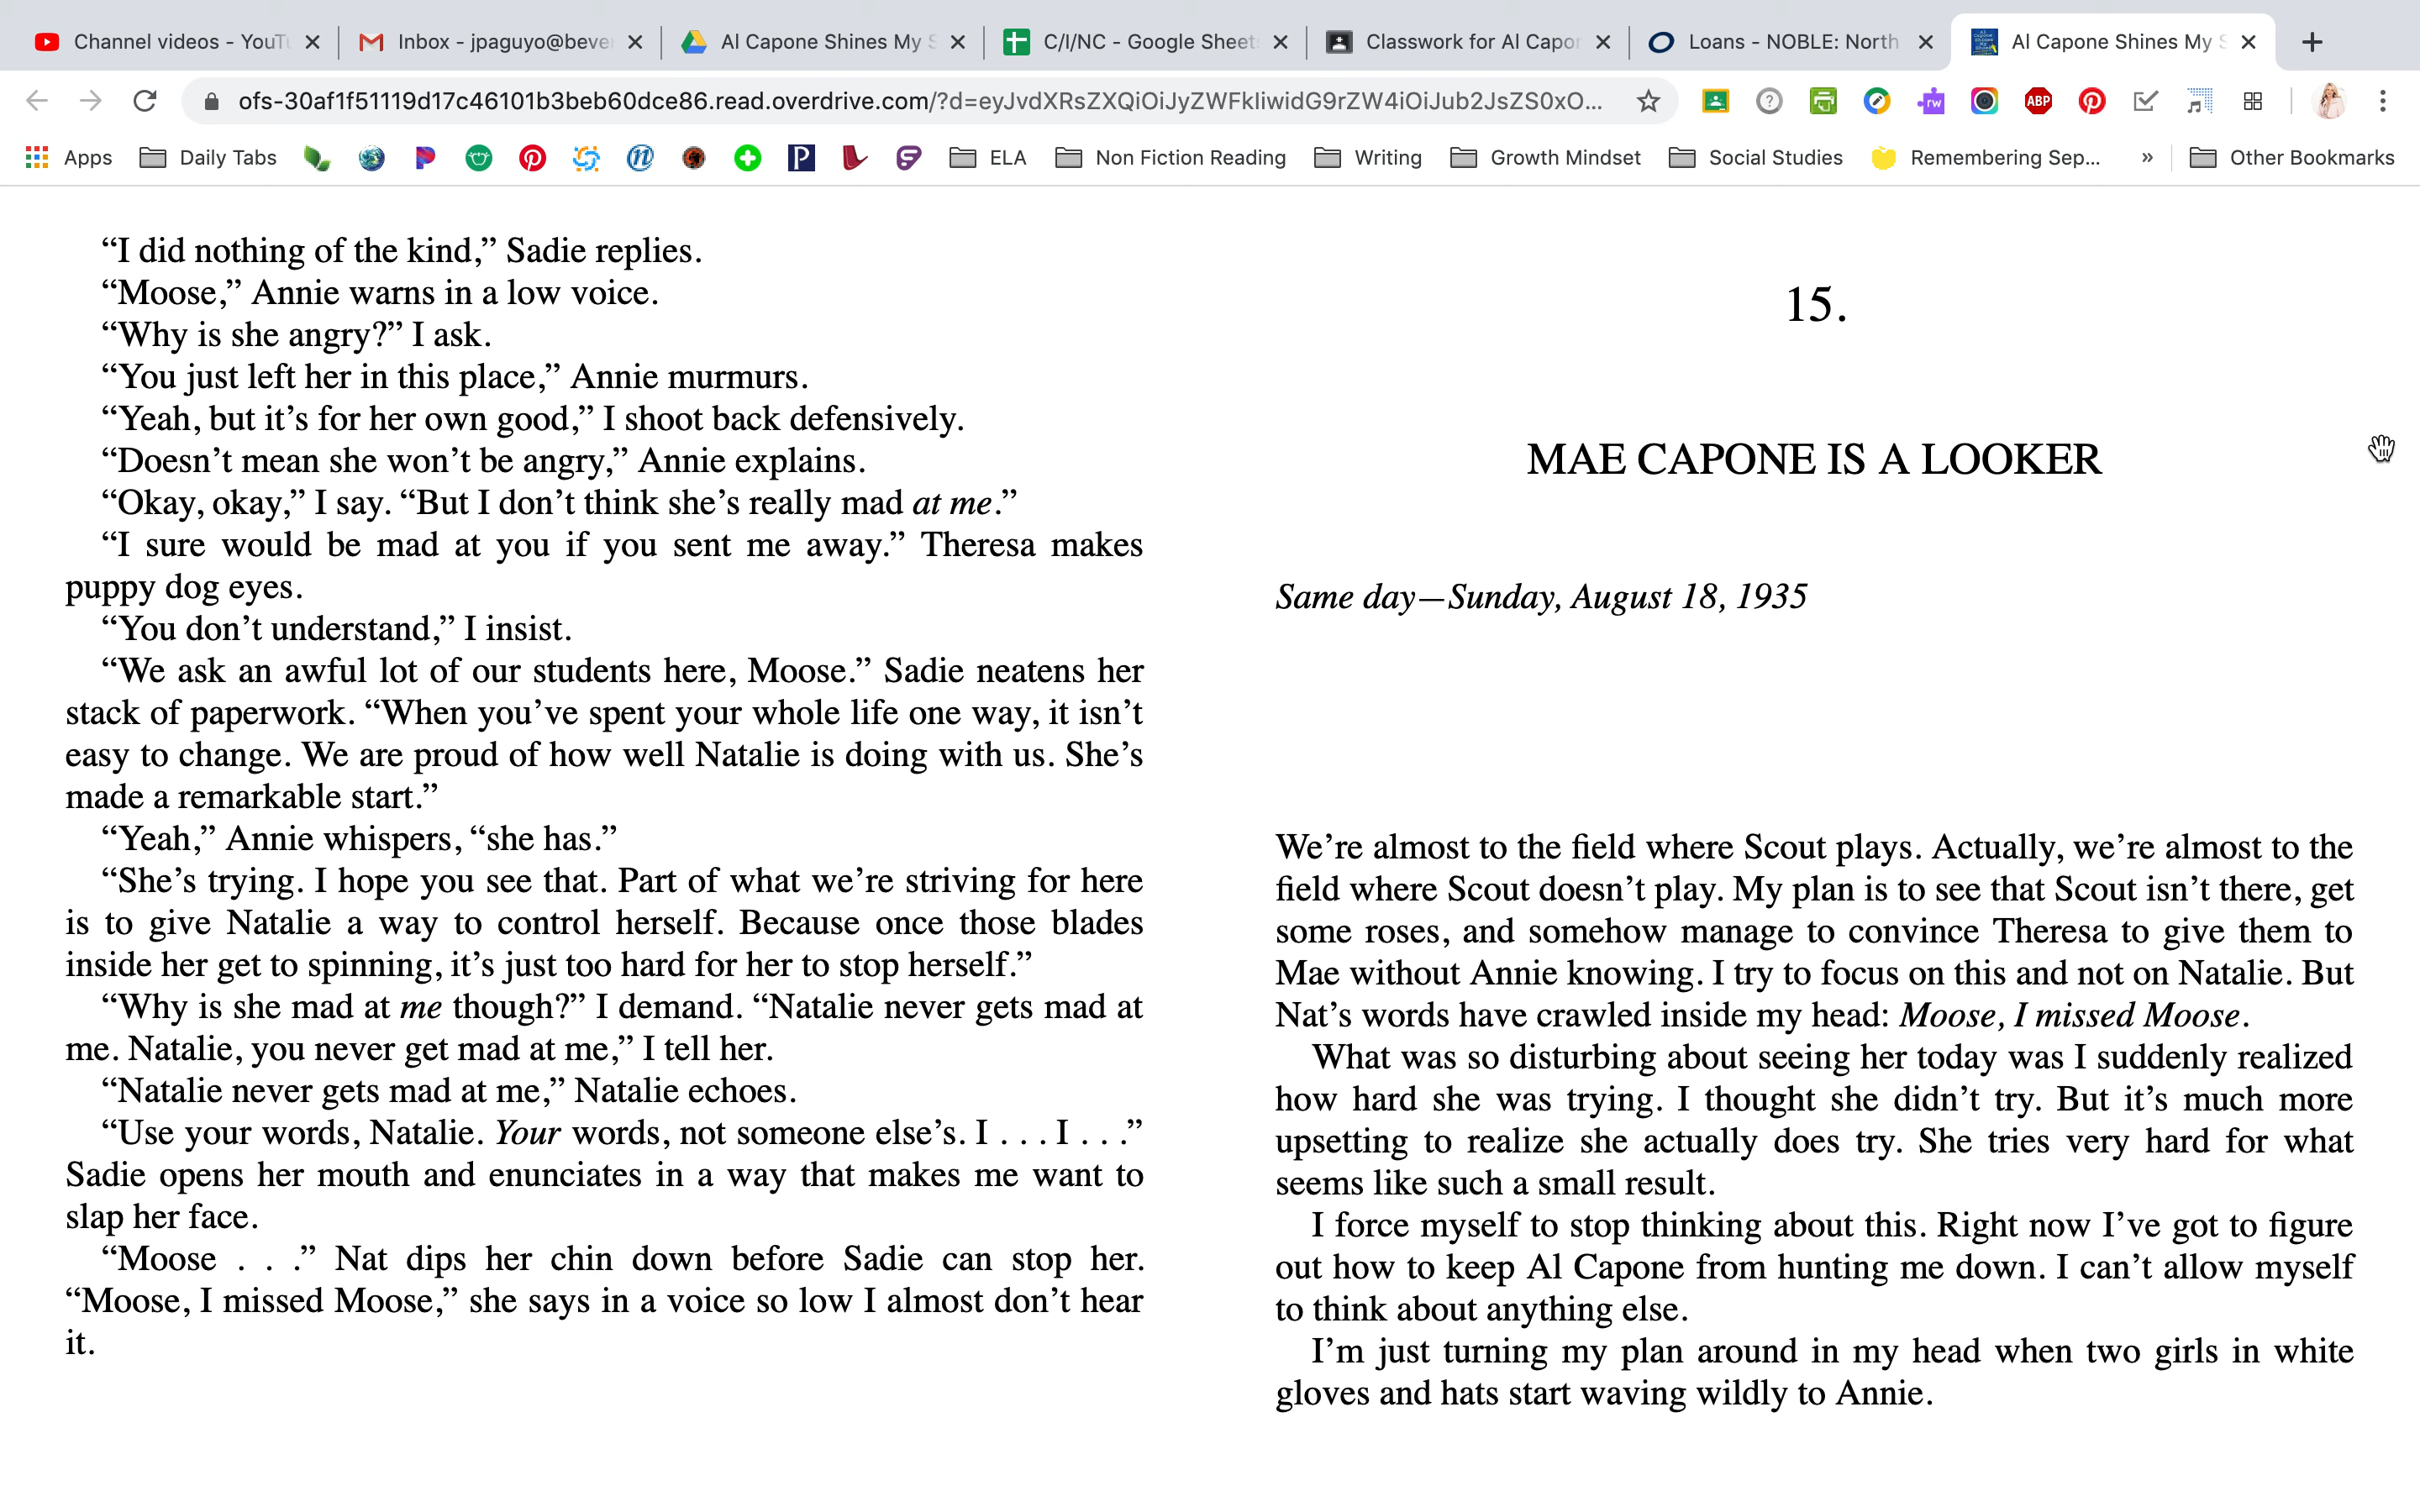 Channel videos - YouT
Inbox - jpaguyo@beve
Al Capone Shines My S
C/I/NC - Google Sheet
Classwork for Al Capor
Loans - NOBLE: North
Al Capone Shines My S
ofs-30af1f51119d17c46101b3beb60dce86.read.overdrive.com/?d=eyJvdXRsZXQiOiJyZWFkIiwidG9rZW4iOiJub2JsZS0xO...
rw
ABP
Apps
Daily Tabs
ELA
Non Fiction Reading
Writing
Growth Mindset
Social Studies
Remembering Sep...
»
Other Bookmarks
“I did nothing of the kind,” Sadie replies.
“Moose,” Annie warns in a low voice.
“Why is she angry?” I ask.
“You just left her in this place,” Annie murmurs.
“Yeah, but it’s for her own good,” I shoot back defensively.
“Doesn’t mean she won’t be angry,” Annie explains.
“Okay, okay,” I say. “But I don’t think she’s really mad at me.”
“I sure would be mad at you if you sent me away.” Theresa makes
puppy dog eyes.
“You don’t understand,” I insist.
“We ask an awful lot of our students here, Moose.” Sadie neatens her
stack of paperwork. “When you’ve spent your whole life one way, it isn’t
easy to change. We are proud of how well Natalie is doing with us. She’s
made a remarkable start.”
“Yeah,” Annie whispers, “she has.”
“She’s trying. I hope you see that. Part of what we’re striving for here
is to give Natalie a way to control herself. Because once those blades
inside her get to spinning, it’s just too hard for her to stop herself.”
“Why is she mad at me though?” I demand. “Natalie never gets mad at
me. Natalie, you never get mad at me,” I tell her.
“Natalie never gets mad at me,” Natalie echoes.
“Use your words, Natalie. Your words, not someone else’s. I . . . I . . .”
Sadie opens her mouth and enunciates in a way that makes me want to
slap her face.
“Moose . . .” Nat dips her chin down before Sadie can stop her.
“Moose, I missed Moose,” she says in a voice so low I almost don’t hear
it.
15.
MAE CAPONE IS A LOOKER
Same day—Sunday, August 18, 1935
We’re almost to the field where Scout plays. Actually, we’re almost to the
field where Scout doesn’t play. My plan is to see that Scout isn’t there, get
some roses, and somehow manage to convince Theresa to give them to
Mae without Annie knowing. I try to focus on this and not on Natalie. But
Nat’s words have crawled inside my head: Moose, I missed Moose.
What was so disturbing about seeing her today was I suddenly realized
how hard she was trying. I thought she didn’t try. But it’s much more
upsetting to realize she actually does try. She tries very hard for what
seems like such a small result.
I force myself to stop thinking about this. Right now I’ve got to figure
out how to keep Al Capone from hunting me down. I can’t allow myself
to think about anything else.
I’m just turning my plan around in my head when two girls in white
gloves and hats start waving wildly to Annie.